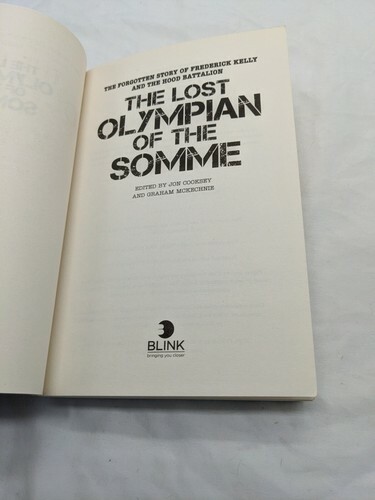 THE FORGOTTEN STORY OF FREDERICK KELLY
AND THE HOOD BATTALION
THE LOST
OLYMPIAN
OF THE
SOMME
EDITED BY JON COOKSEY
AND GRAHAM MCKECHNIE
BLINK
bringing you closer